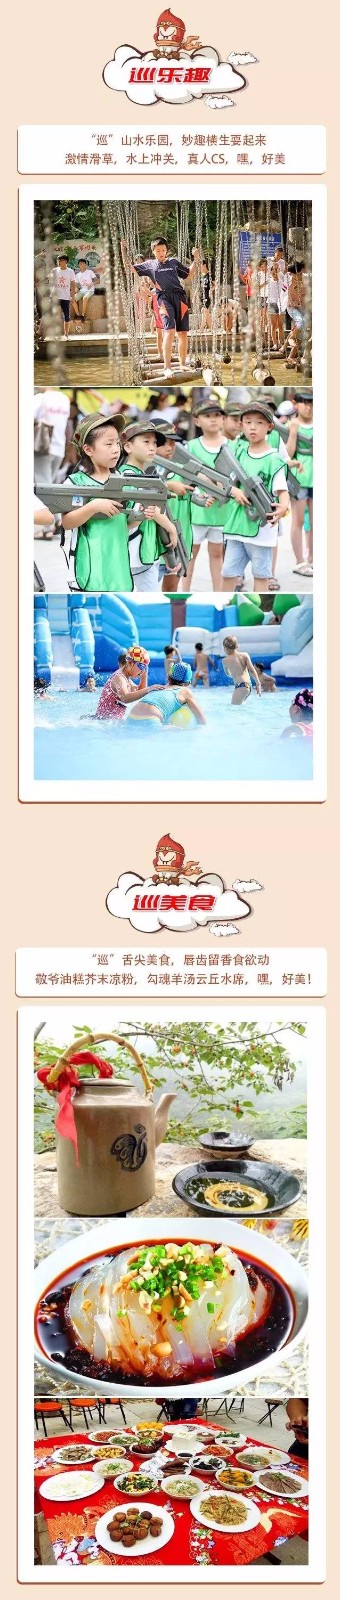 巡乐趣
“巡”山水乐园，妙趣横生耍起来
激情滑草，水上冲关，真人CS，嘿，好美
巡美食
“巡”舌尖美食，唇齿留香食欲动
敬爷油糕芥末凉粉，勾魂羊汤云丘水席，嘿，好美！